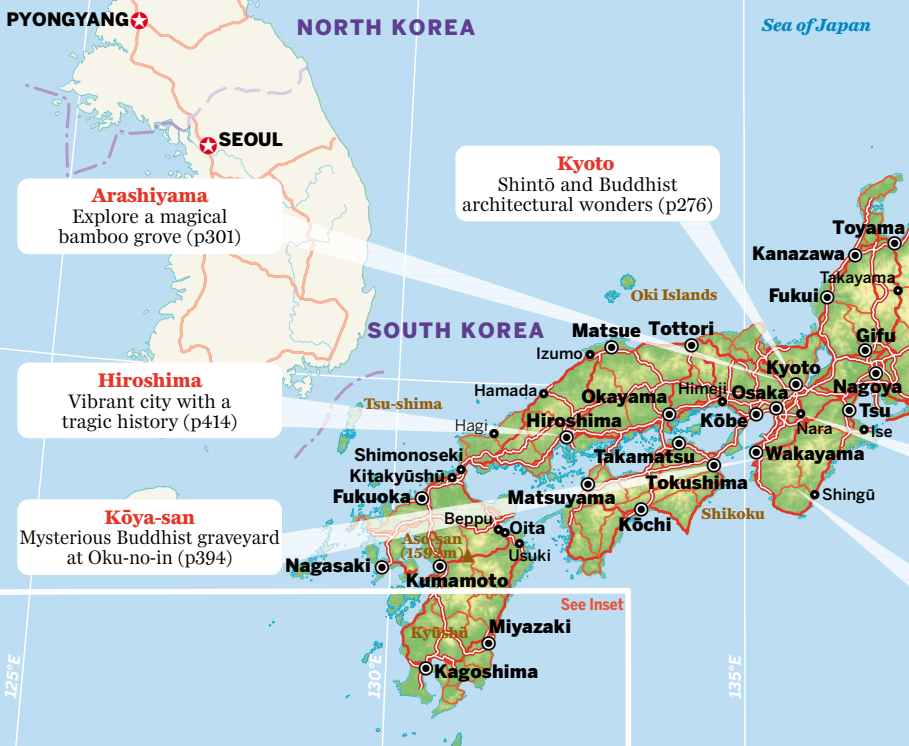 PYONGYANG
NORTH KOREA
Sea of Japan
SEOUL
Arashiyama
Explore a magical
bamboo grove (p301)
Kyoto
Shintō and Buddhist
architectural wonders (p276)
Toyama
Kanazawa
Takayama
Oki Islands
Fukui
SOUTH KOREA
Matsue
Tottori
Gifu
Izumo
Kyoto
Hiroshima
Vibrant city with a
tragic history (p414)
Hamada
Okayama
Himeji
Osaka
Nagoya
Tsu-shima
Hagi
Hiroshima
Kōbe
Nara
Tsu
Ise
Shimonoseki
Takamatsu
Wakayama
Kitakyūshū
Tokushima
Fukuoka
Matsuyama
Shingū
Kōya-san
Mysterious Buddhist graveyard
at Oku-no-in (p394)
Beppu
Oita
Kōchi
Shikoku
Aso-san
(1592m)
Usuki
Nagasaki
Kumamoto
See Inset
Kyūshū
Miyazaki
Kagoshima
125°E
130°E
135°E